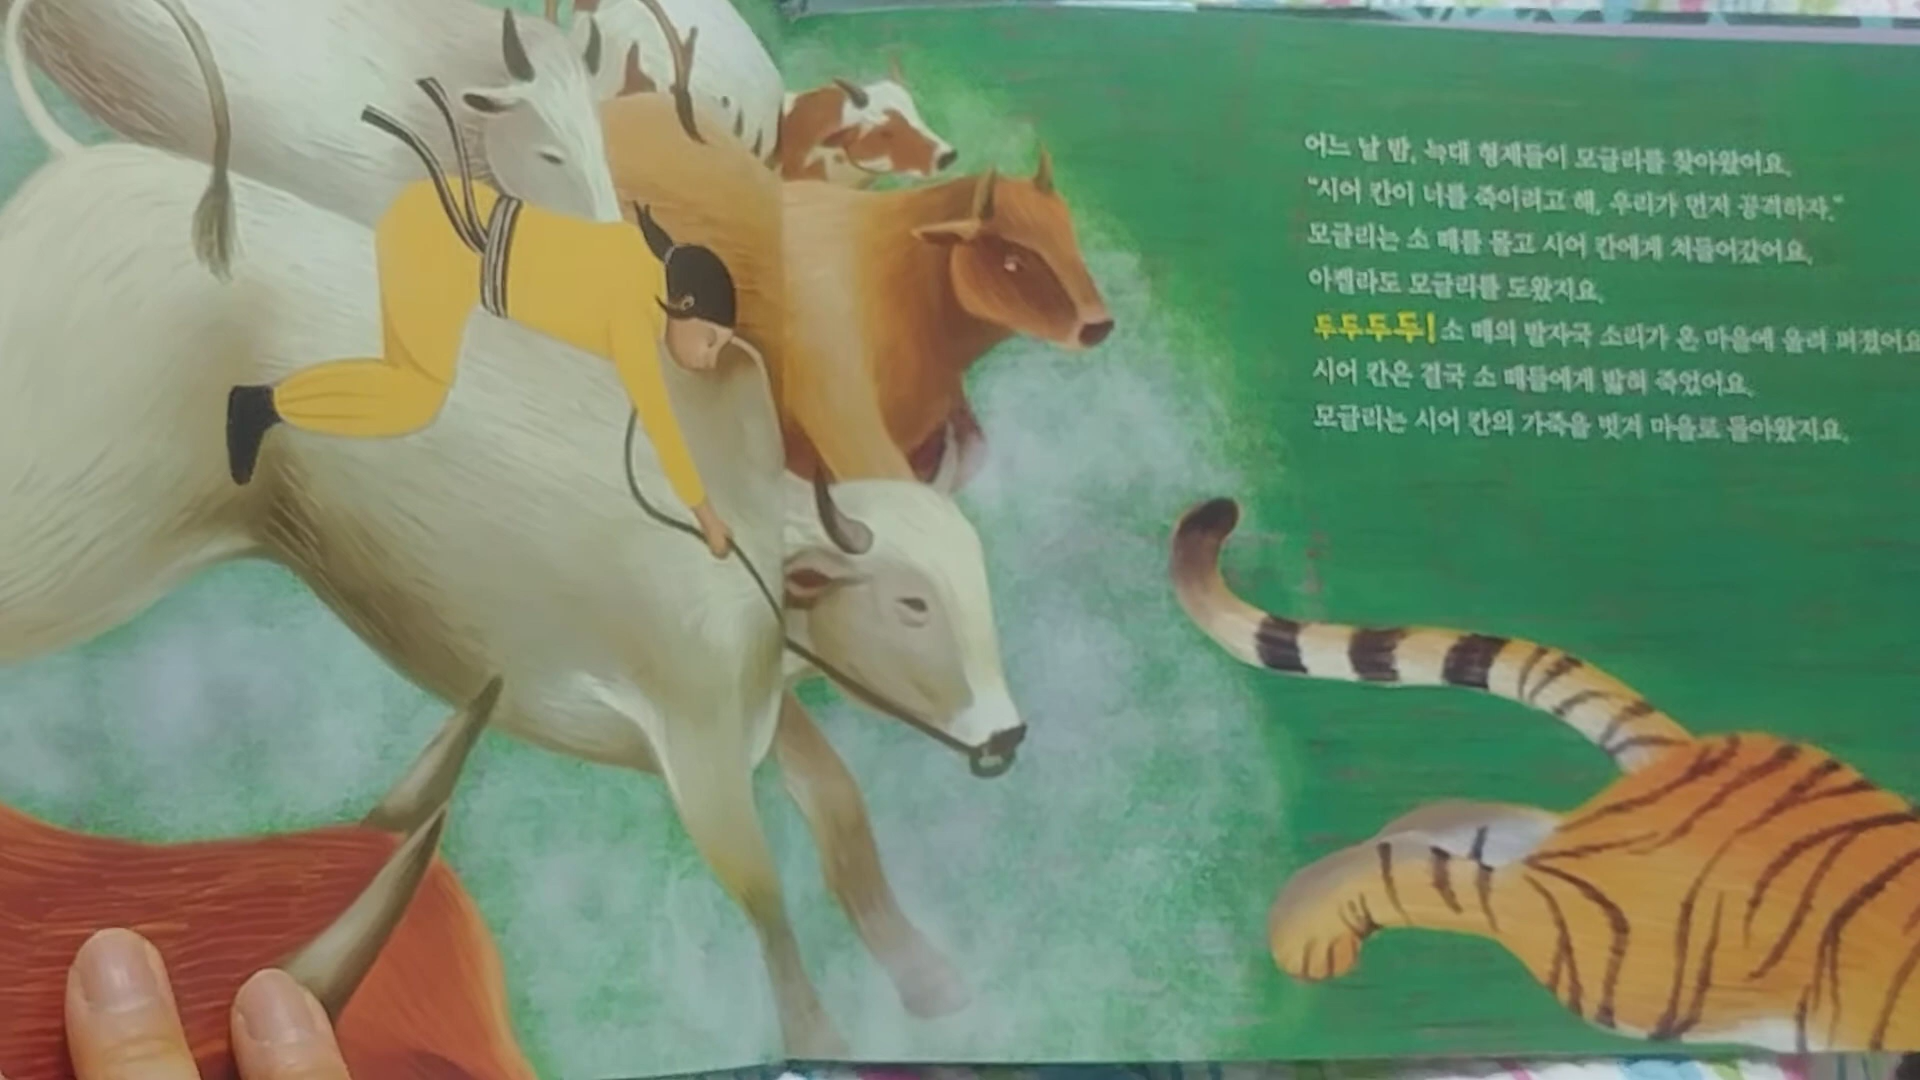 어느 날 밤, 늑대 형제들이 모글리를 찾아왔어요.
"시어 칸이 너를 죽이려고 해. 우리가 먼저 공격하자."
모글리는 소 떼를 몰고 시어 칸에게 쳐들어갔어요.
아켈라도 모글리를 도왔지요.
두두두두! 소 떼의 발자국 소리가 온 마을에 울려 퍼졌어요
시어 칸은 결국 소 떼들에게 밟혀 죽었어요.
모글리는 시어 칸의 가죽을 벗겨 마을로 돌아왔지요.